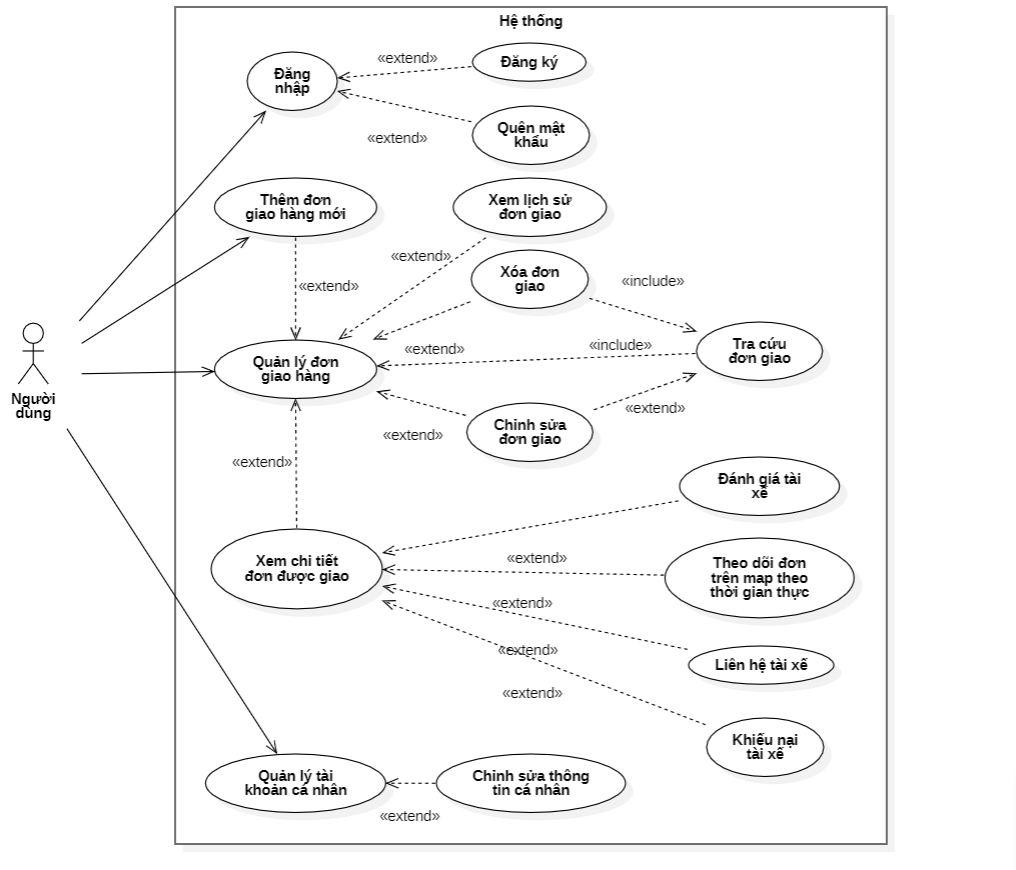 Hệ thống
Đăng
nhập
«extend»
Đăng ký
«extend»
Quên mật
khẩu
Thêm đơn
giao hàng mới
Xem lịch sử
đơn giao
«extend»
«extend»
Xóa đơn
giao
«include»
Người
dùng
Quản lý đơn
giao hàng
«extend»
«include»
Tra cứu
đơn giao
«extend»
Chỉnh sửa
đơn giao
«extend»
«extend»
Đánh giá tài
xế
Xem chi tiết
đơn được giao
«extend»
Theo dõi đơn
trên map theo
thời gian thực
«extend»
«extend»
Liên hệ tài xế
«extend»
Khiếu nại
tài xế
Quản lý tài
khoản cá nhân
Chỉnh sửa thông
tin cá nhân
«extend»